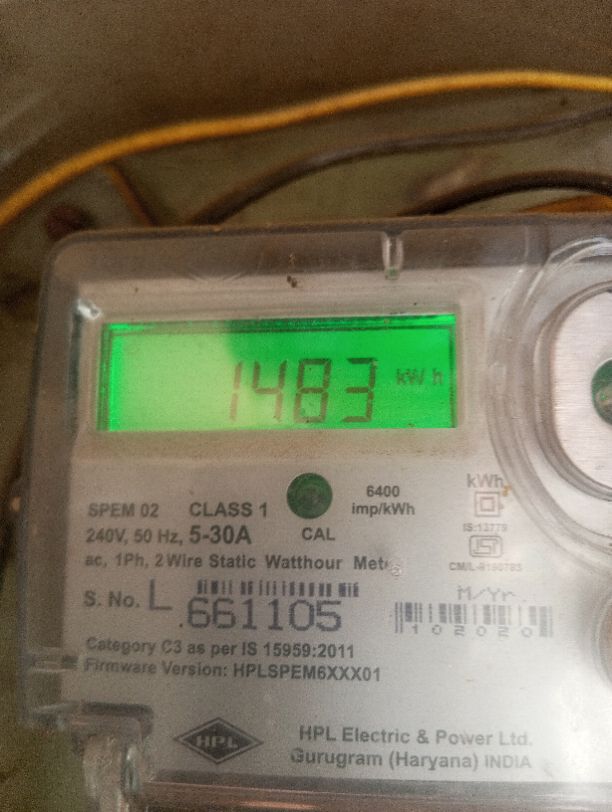 1483 kW h
SPEM 02 CLASS 1 6400 kWh
imp/kWh
240V, 50 Hz, 5-30A CAL IS:13779
ac, 1Ph, 2 Wire Static Watthour Mete
S. No. L 661105 M/Yr.
102020
Category C3 as per IS 15959:2011
Firmware Version: HPLSPEM6XXX01
HPL HPL Electric & Power Ltd.
Gurugram (Haryana) INDIA